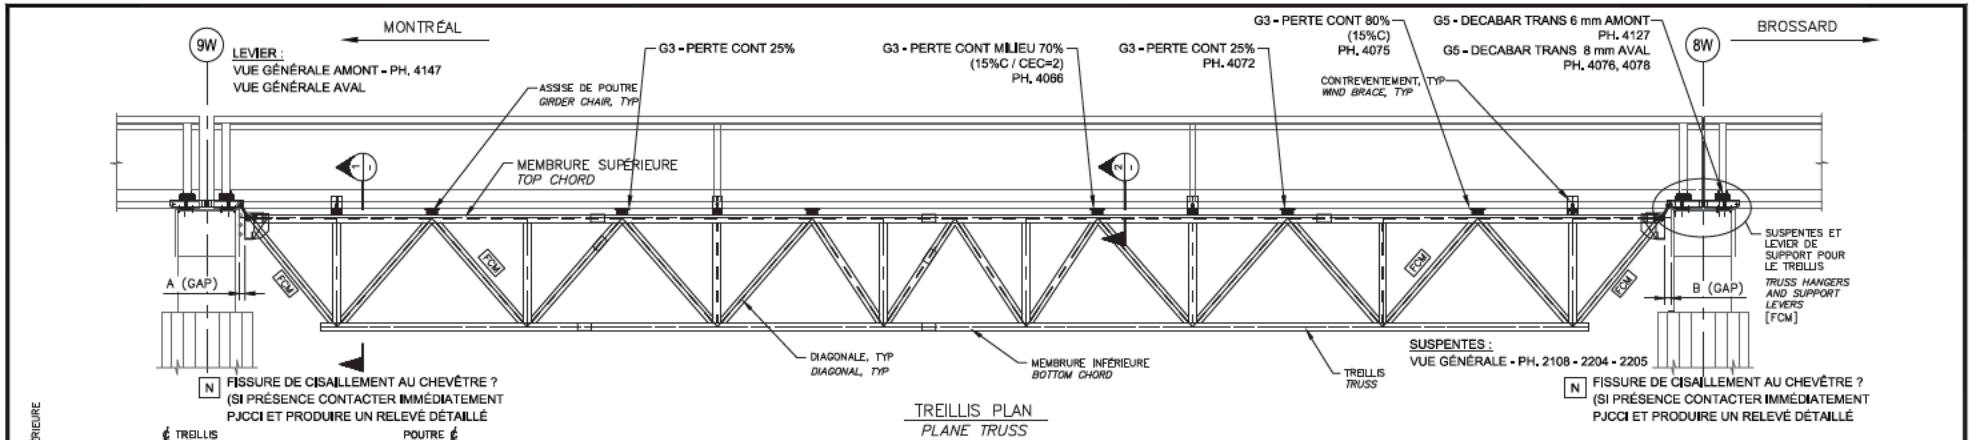 MONTRÉAL
BROSSARD
9W
8W
LEVIER :
VUE GÉNÉRALE AMONT - PH. 4147
VUE GÉNÉRALE AVAL
G3 - PERTE CONT 25%
G3 - PERTE CONT MILIEU 70%
(15%C / CEC=2)
PH. 4066
G3 - PERTE CONT 25%
PH. 4072
G3 - PERTE CONT 80%
(15%C)
PH. 4075
G5 - DECABAR TRANS 6 mm AMONT
PH. 4127
G5 - DECABAR TRANS 8 mm AVAL
PH. 4076, 4078
ASSISE DE POUTRE
GIRDER CHAIR, TYP
CONTREVENTEMENT, TYP
WIND BRACE, TYP
1
-
MEMBRURE SUPÉRIEURE
TOP CHORD
2
-
FCM
FCM
FCM
FCM
A (GAP)
B (GAP)
SUSPENTES ET
LEVIER DE
SUPPORT POUR
LE TREILLIS
TRUSS HANGERS
AND SUPPORT
LEVERS
[FCM]
DIAGONALE, TYP
DIAGONAL, TYP
MEMBRURE INFÉRIEURE
BOTTOM CHORD
TREILLIS
TRUSS
SUSPENTES :
VUE GÉNÉRALE - PH. 2108 - 2204 - 2205
N
FISSURE DE CISAILLEMENT AU CHEVÊTRE ?
(SI PRÉSENCE CONTACTER IMMÉDIATEMENT
PJCCI ET PRODUIRE UN RELEVÉ DÉTAILLÉ
N
FISSURE DE CISAILLEMENT AU CHEVÊTRE ?
(SI PRÉSENCE CONTACTER IMMÉDIATEMENT
PJCCI ET PRODUIRE UN RELEVÉ DÉTAILLÉ
TREILLIS PLAN
PLANE TRUSS
℄ TREILLIS
POUTRE ℄
ÉRIEURE